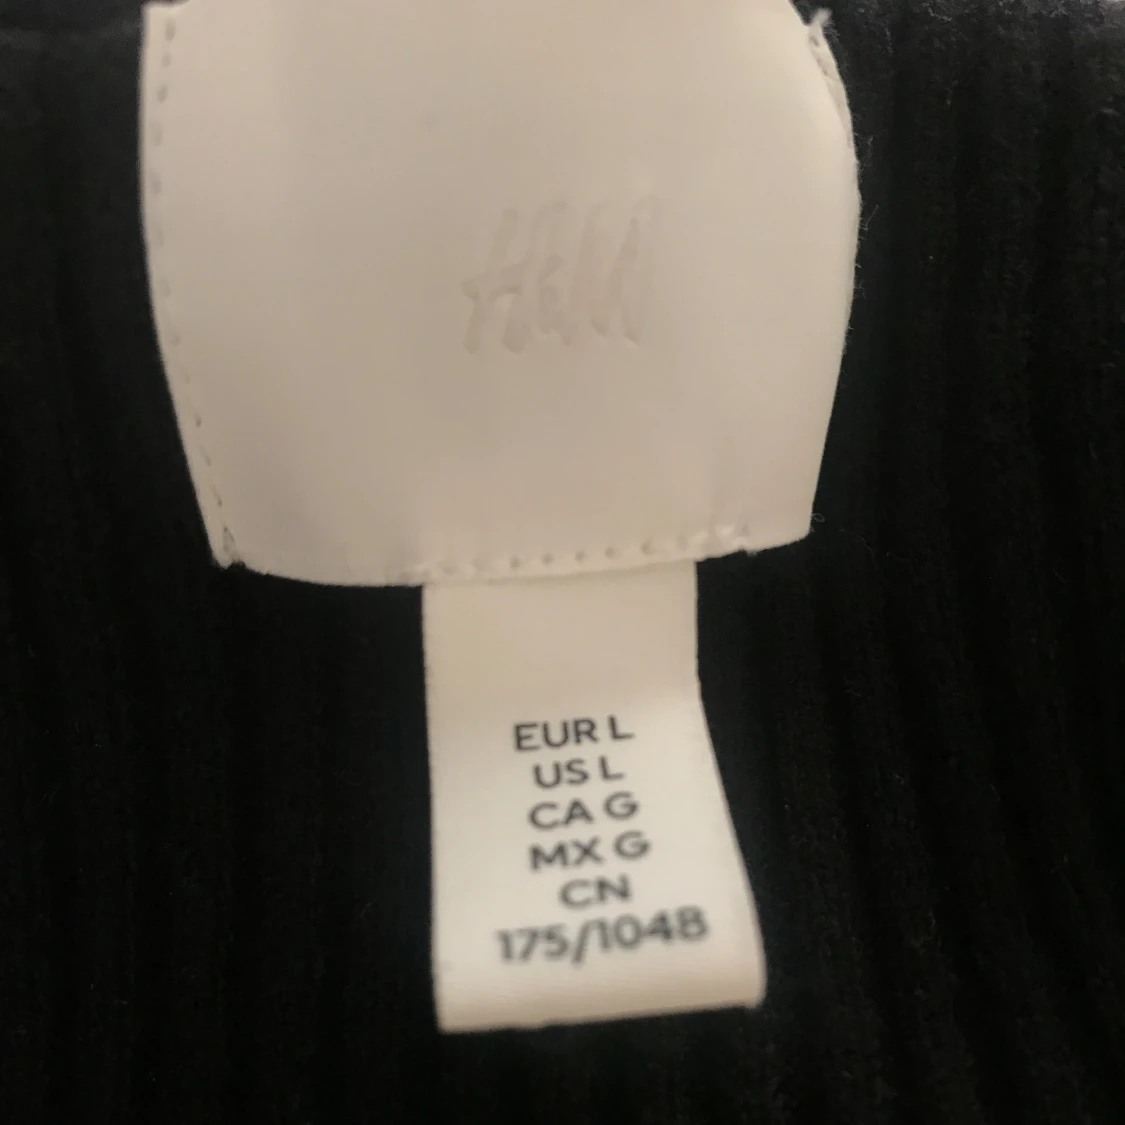 H&M
EUR L
US L
CA G
MX G
CN
175/104B